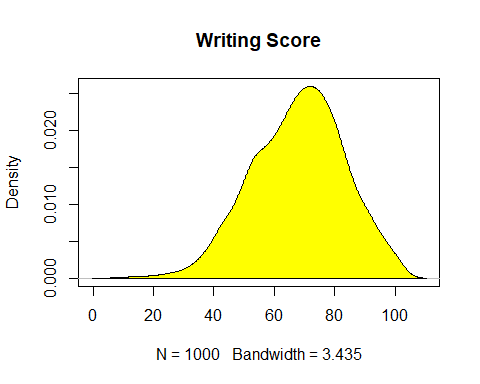 Writing Score
Density
0.020
0.010
0.000
0 20 40 60 80 100
N = 1000 Bandwidth = 3.435